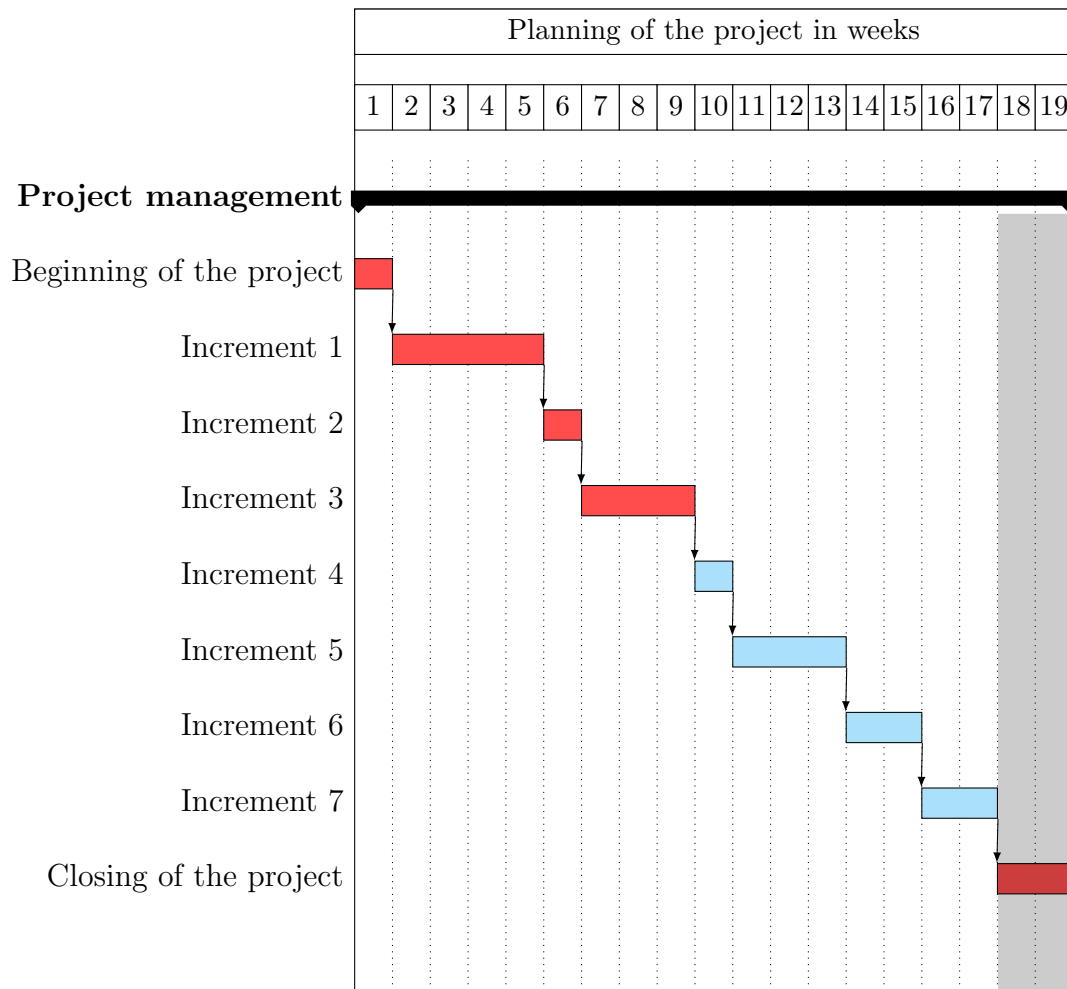 Planning of the project in weeks
1 2 3 4 5 6 7 8 9 10 11 12 13 14 15 16 17 18 19
Project management
Beginning of the project
Increment 1
Increment 2
Increment 3
Increment 4
Increment 5
Increment 6
Increment 7
Closing of the project